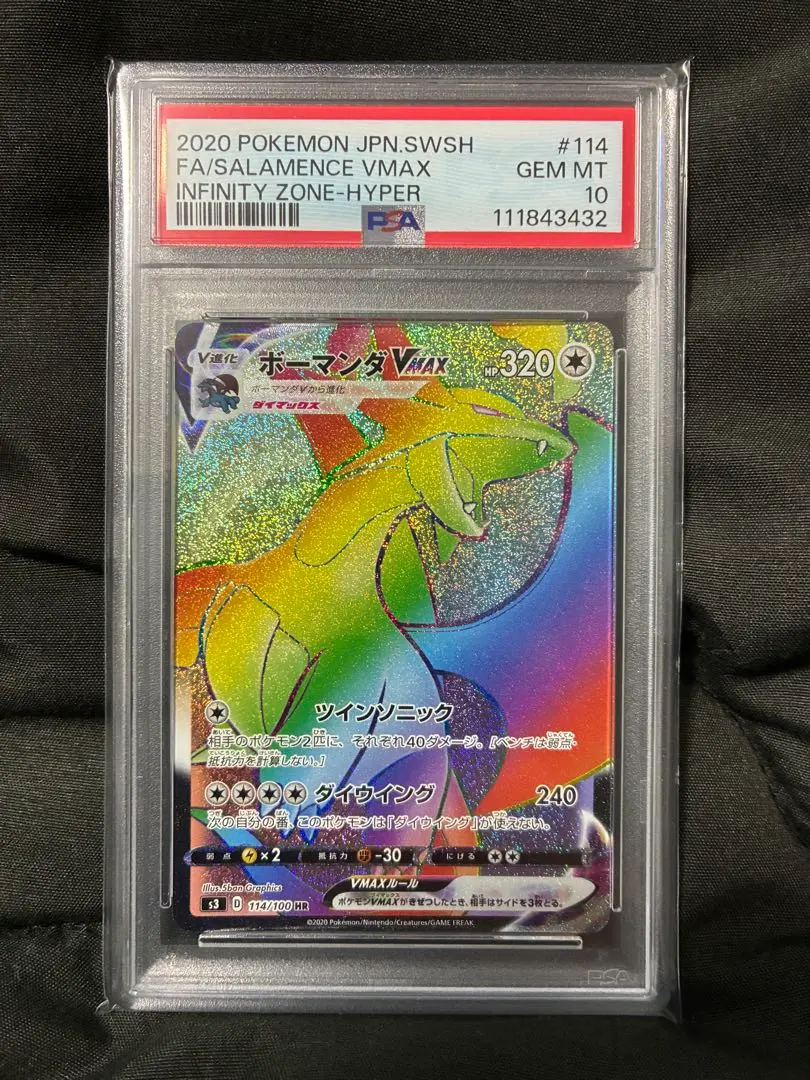 2020 POKEMON JPN.SWSH #114
FA/SALAMENCE VMAX GEM MT
INFINITY ZONE-HYPER 10
PSA 111843432
V進化 ボーマンダVMAX HP320
ボーマンダVから進化
ダイマックス
ツインソニック
相手のポケモン2匹に、それぞれ40ダメージ。[ベンチは弱点・
抵抗力を計算しない。]
ダイウイング 240
次の自分の番、このポケモンは「ダイウイング」が使えない。
弱点 ×2 抵抗力 -30 にげる
Illus. 5ban Graphics
VMAXルール
s3 D 114/100 HR
ポケモンVMAXがきぜつしたとき、相手はサイドを3枚とる。
©2020 Pokémon/Nintendo/Creatures/GAME FREAK
PSA